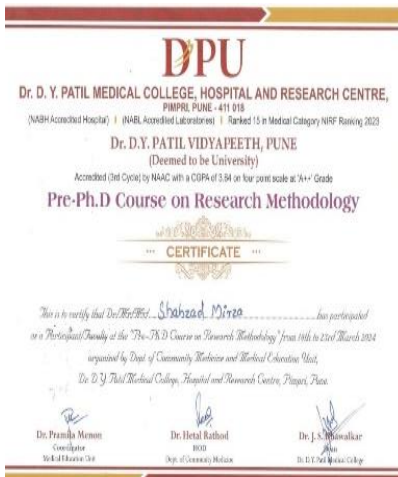 DPU
Dr. D. Y. PATIL MEDICAL COLLEGE, HOSPITAL AND RESEARCH CENTRE,
PIMPRI, PUNE - 411 018
(NABH Accredited Hospital) | (NABL Accredited Laboratories) | Ranked 15 in Medical Category NIRF Ranking 2023
Dr. D.Y. PATIL VIDYAPEETH, PUNE
(Deemed to be University)
Accredited (3rd Cycle) by NAAC with a CGPA of 3.64 on four point scale at 'A++' Grade
Pre-Ph.D Course on Research Methodology
CERTIFICATE
This is to certify that Dr./Mr./Mrs. Shahzad Mirza has participated
as a Participant/Faculty at the "Pre-Ph.D Course on Research Methodology" from 18th to 23rd March 2024
organized by Dept of Community Medicine and Medical Education Unit,
Dr. D.Y. Patil Medical College, Hospital and Research Centre, Pimpri, Pune.
Dr. Pramila Menon
Coordinator
Medical Education Unit
Dr. Hetal Rathod
HOD
Dept. of Community Medicine
Dr. J. S. Bhawalkar
Dean
Dr. D.Y. Patil Medical College